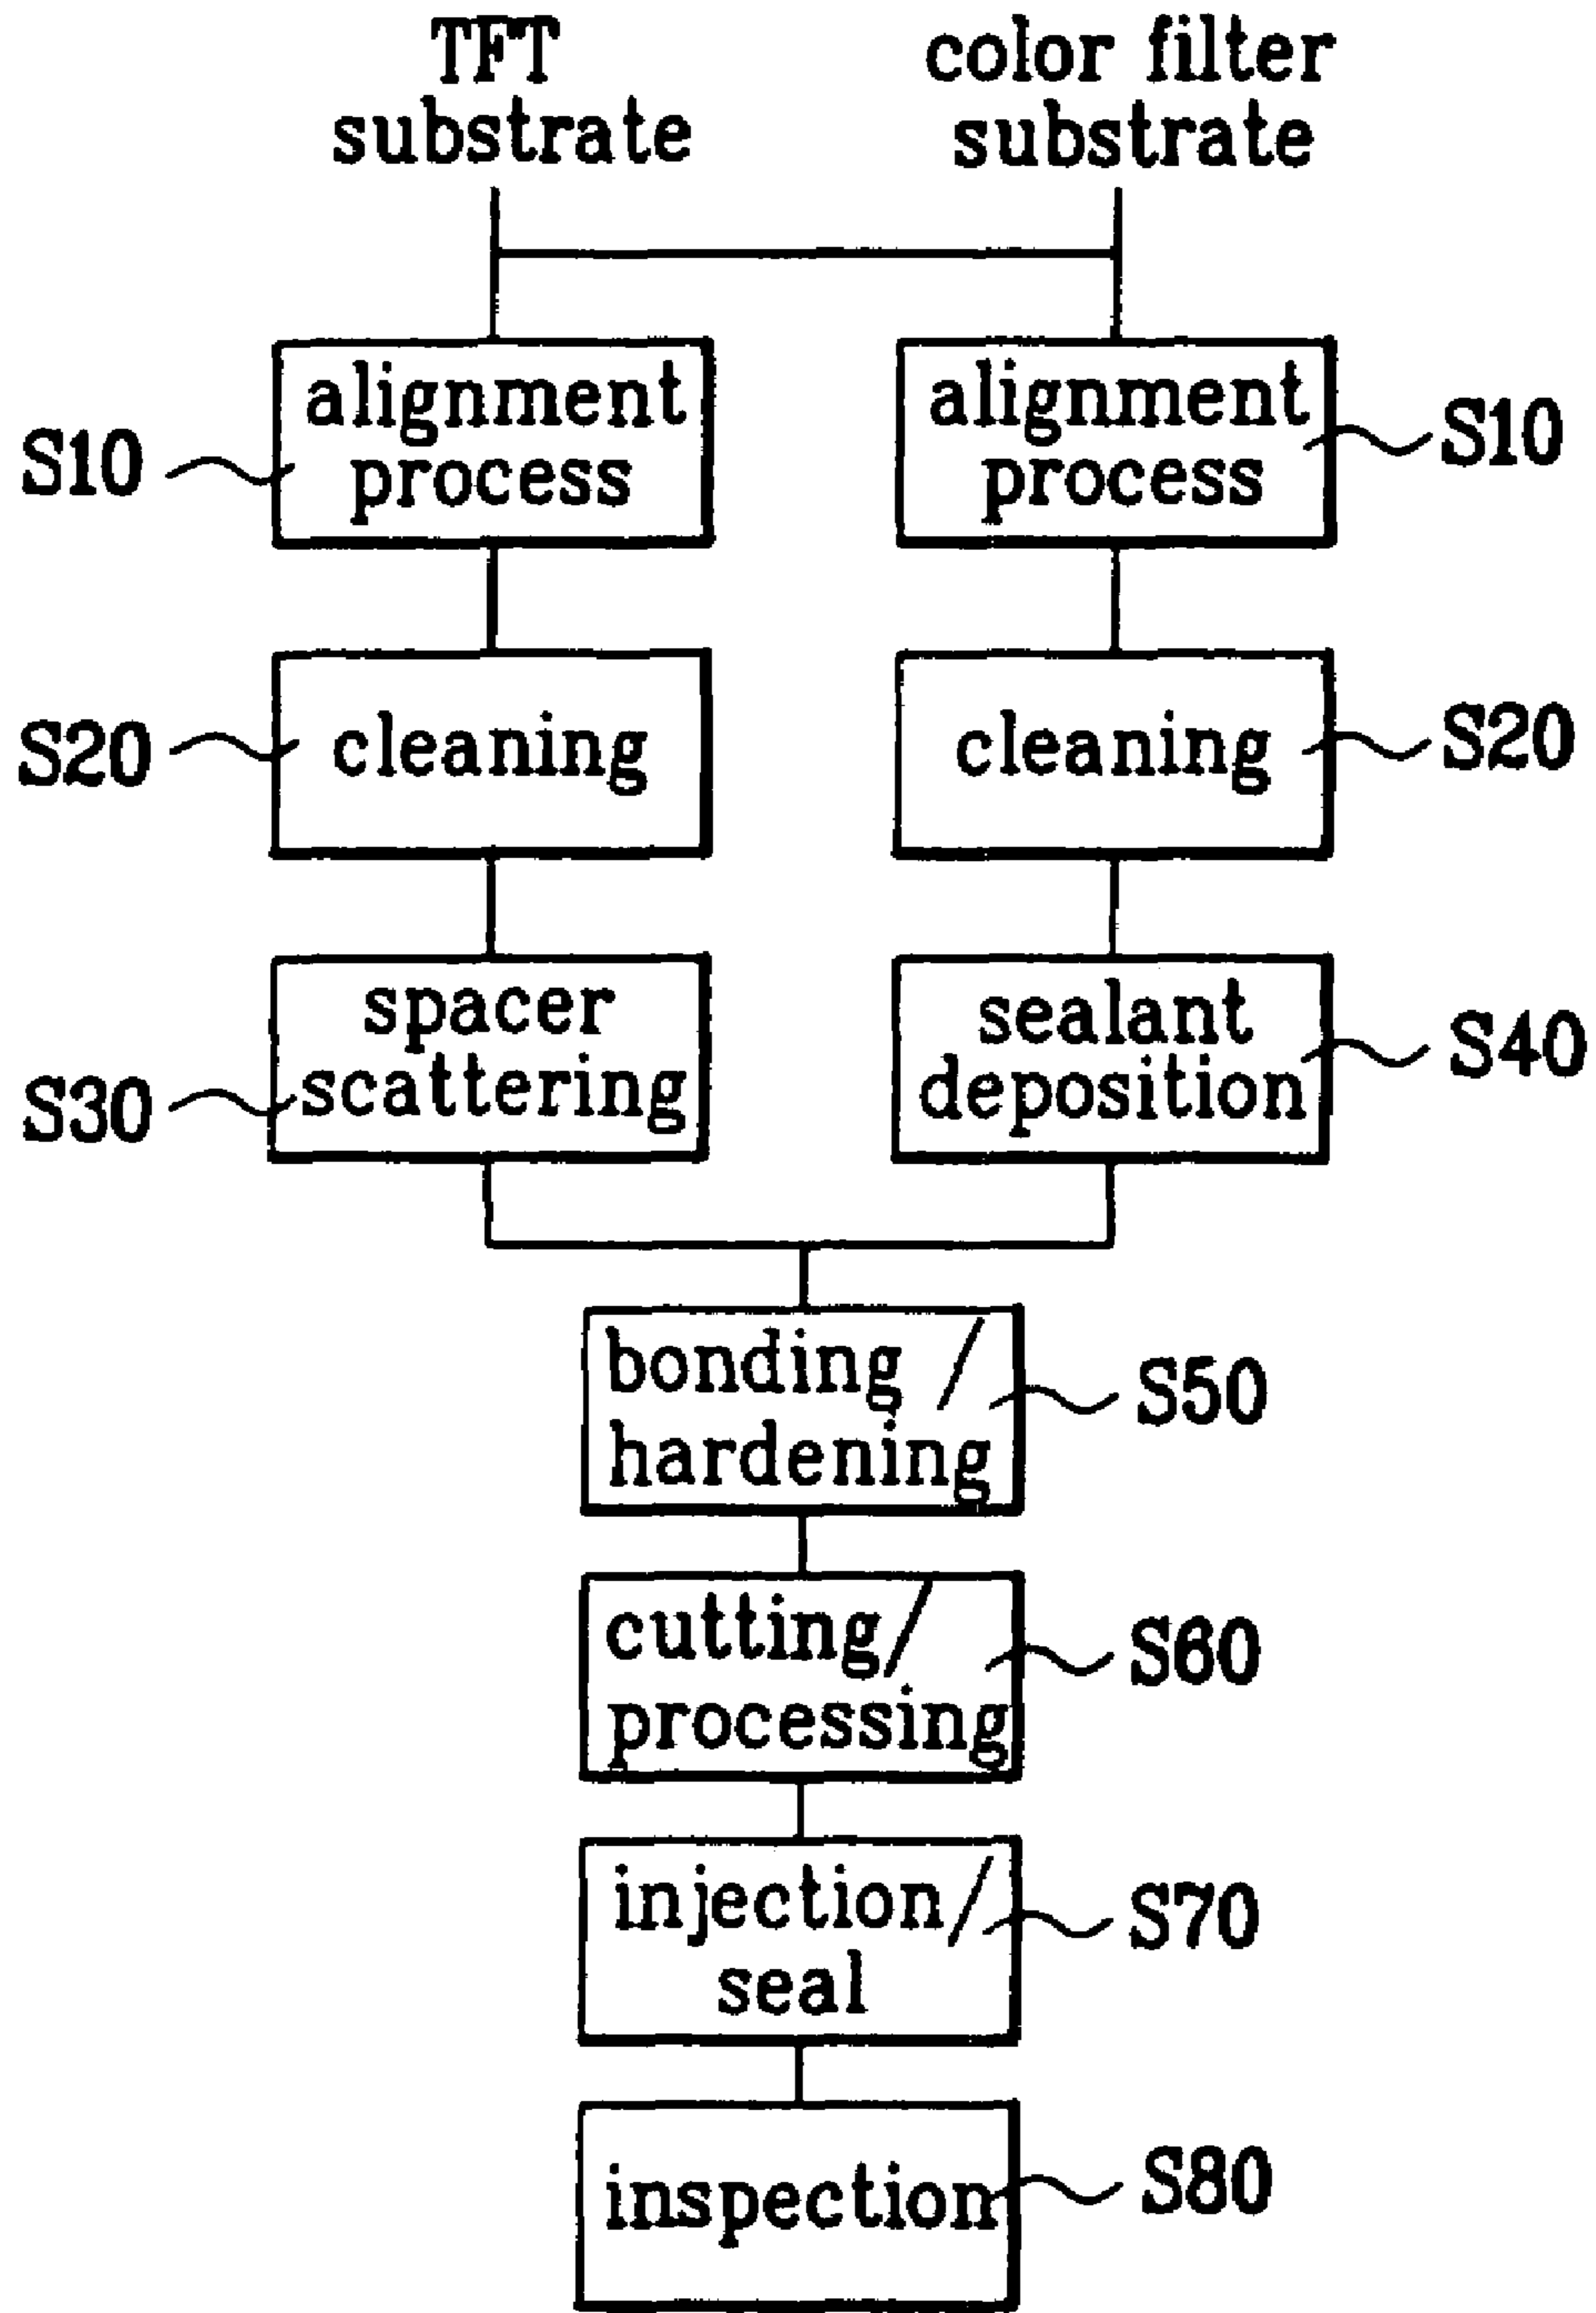 TFT
substrate
color filter
substrate
alignment
process
S10
alignment
process
S10
cleaning
S20
cleaning
S20
spacer
scattering
S30
sealant
deposition
S40
bonding /
hardening
S50
cutting/
processing
S60
injection/
seal
S70
inspection
S80